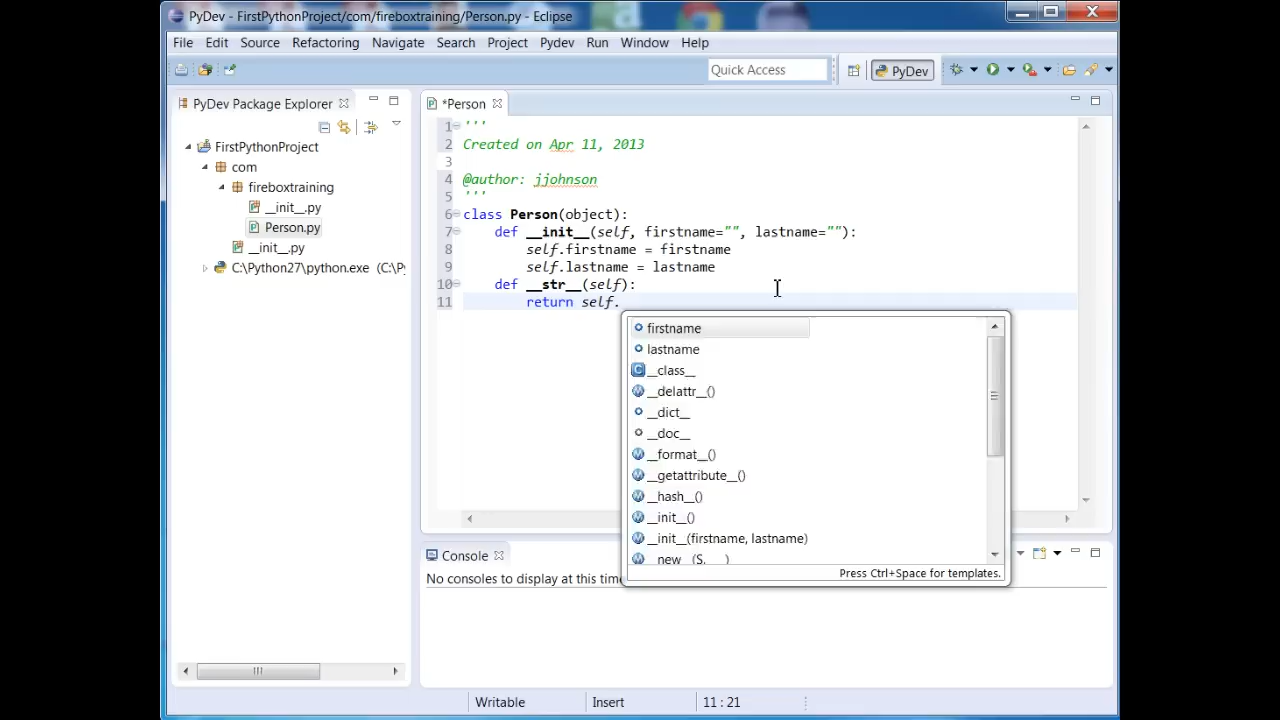 PyDev - FirstPythonProject/com/fireboxtraining/Person.py - Eclipse
File Edit Source Refactoring Navigate Search Project Pydev Run Window Help
Quick Access
PyDev
PyDev Package Explorer
FirstPythonProject
com
fireboxtraining
__init__.py
Person.py
__init__.py
C:\Python27\python.exe (C:\Py
*Person
1 '''
2 Created on Apr 11, 2013
3
4 @author: jjohnson
5 '''
6 class Person(object):
7 def __init__(self, firstname="", lastname=""):
8 self.firstname = firstname
9 self.lastname = lastname
10 def __str__(self):
11 return self.
firstname
lastname
__class__
__delattr__()
__dict__
__doc__
__format__()
__getattribute__()
__hash__()
__init__()
__init__(firstname, lastname)
Press Ctrl+Space for templates.
Console
No consoles to display at this time
Writable Insert 11 : 21